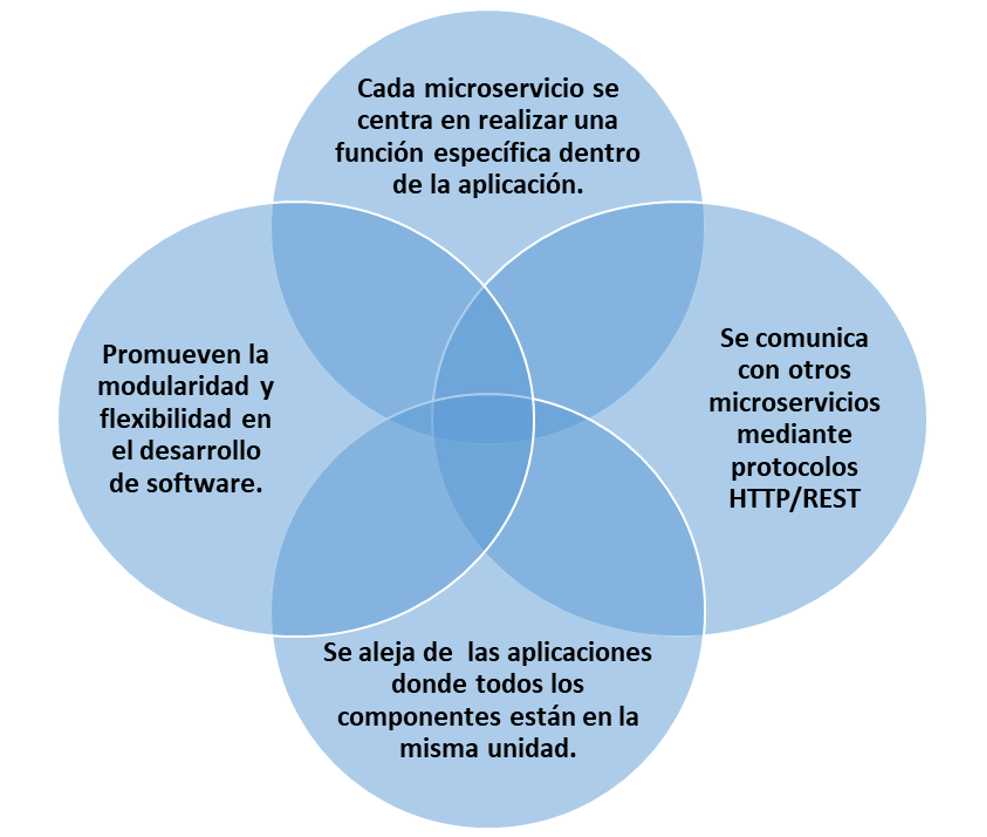 Cada microservicio se
centra en realizar una
función específica dentro
de la aplicación.
Promueven la
modularidad y
flexibilidad en
el desarrollo
de software.
Se comunica
con otros
microservicios
mediante
protocolos
HTTP/REST
Se aleja de  las aplicaciones
donde todos los
componentes están en la
misma unidad.